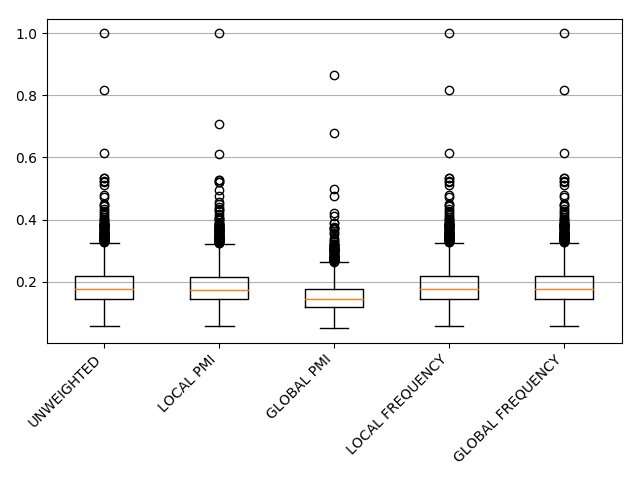 1.0
0.8
0.6
0.4
0.2
UNWEIGHTED
LOCAL PMI
GLOBAL PMI
LOCAL FREQUENCY
GLOBAL FREQUENCY